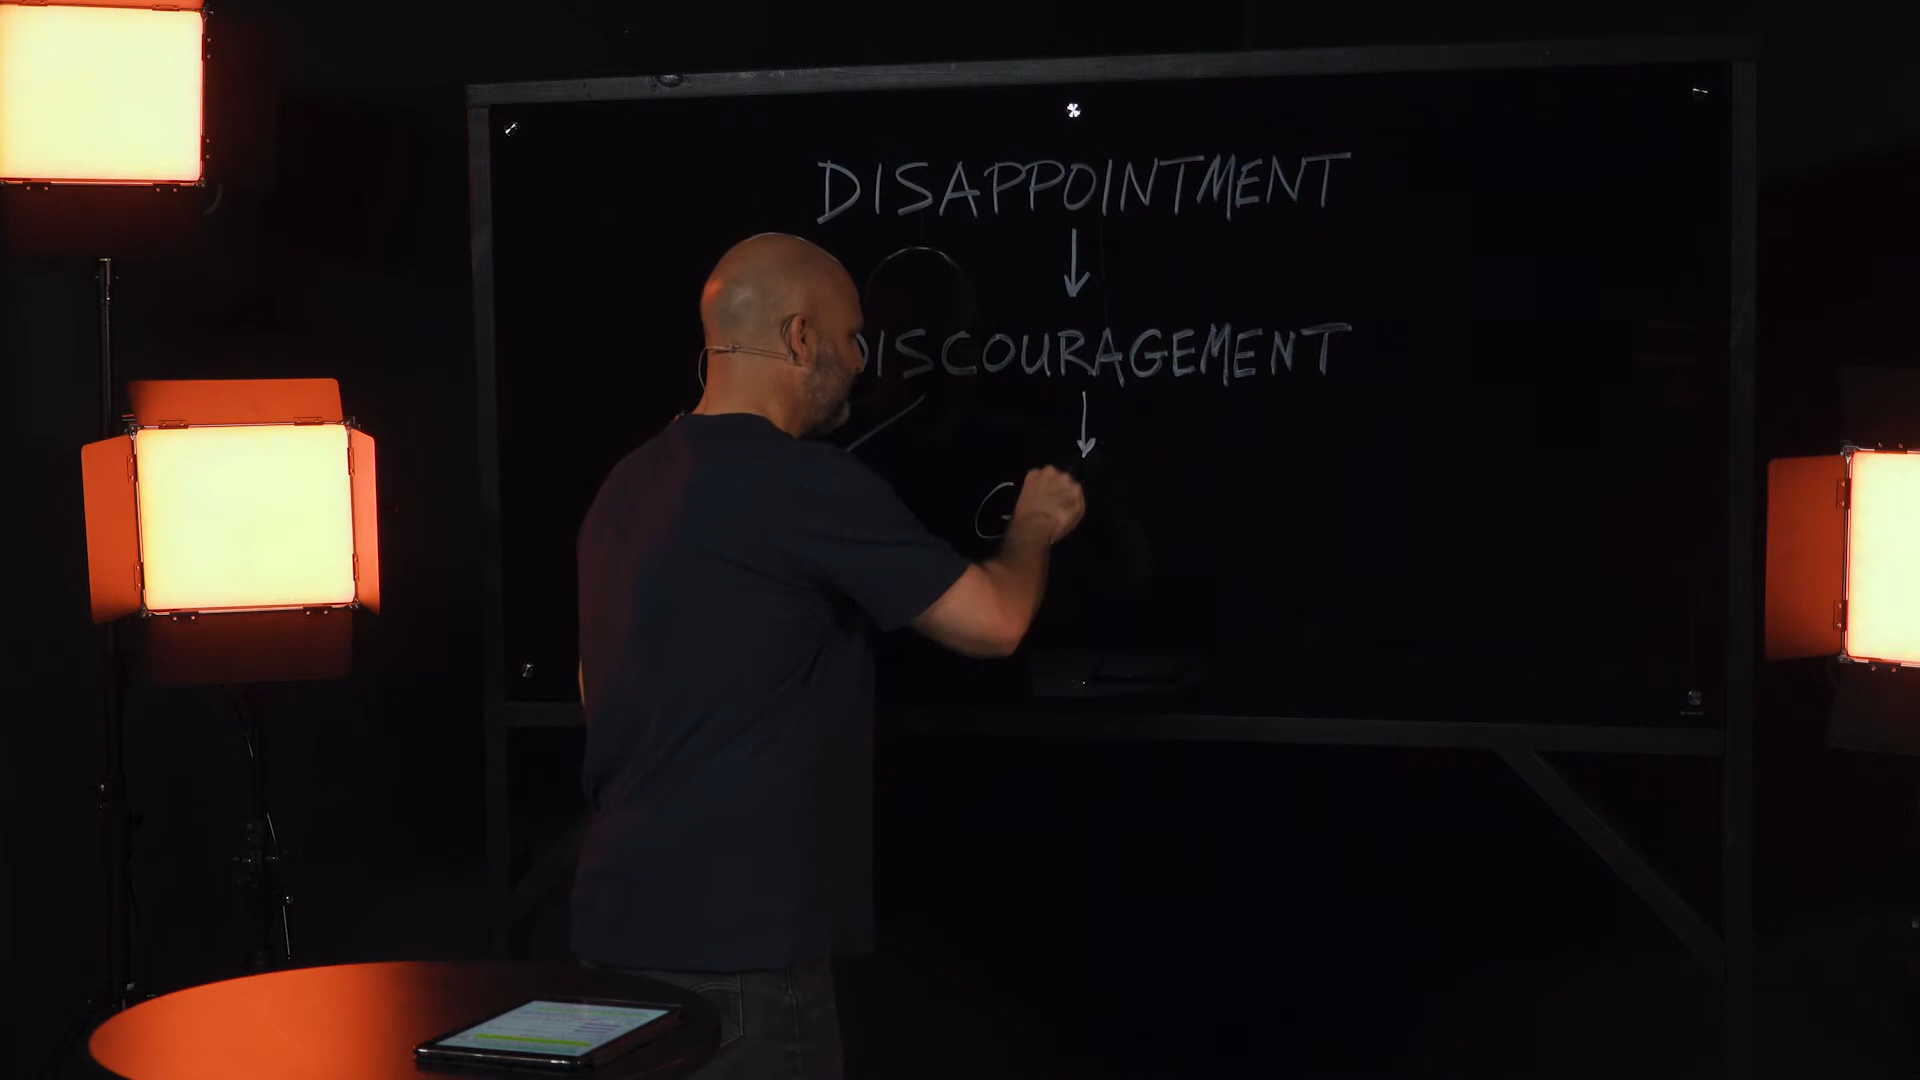 DISAPPOINTMENT
↓
DISCOURAGEMENT
↓
G